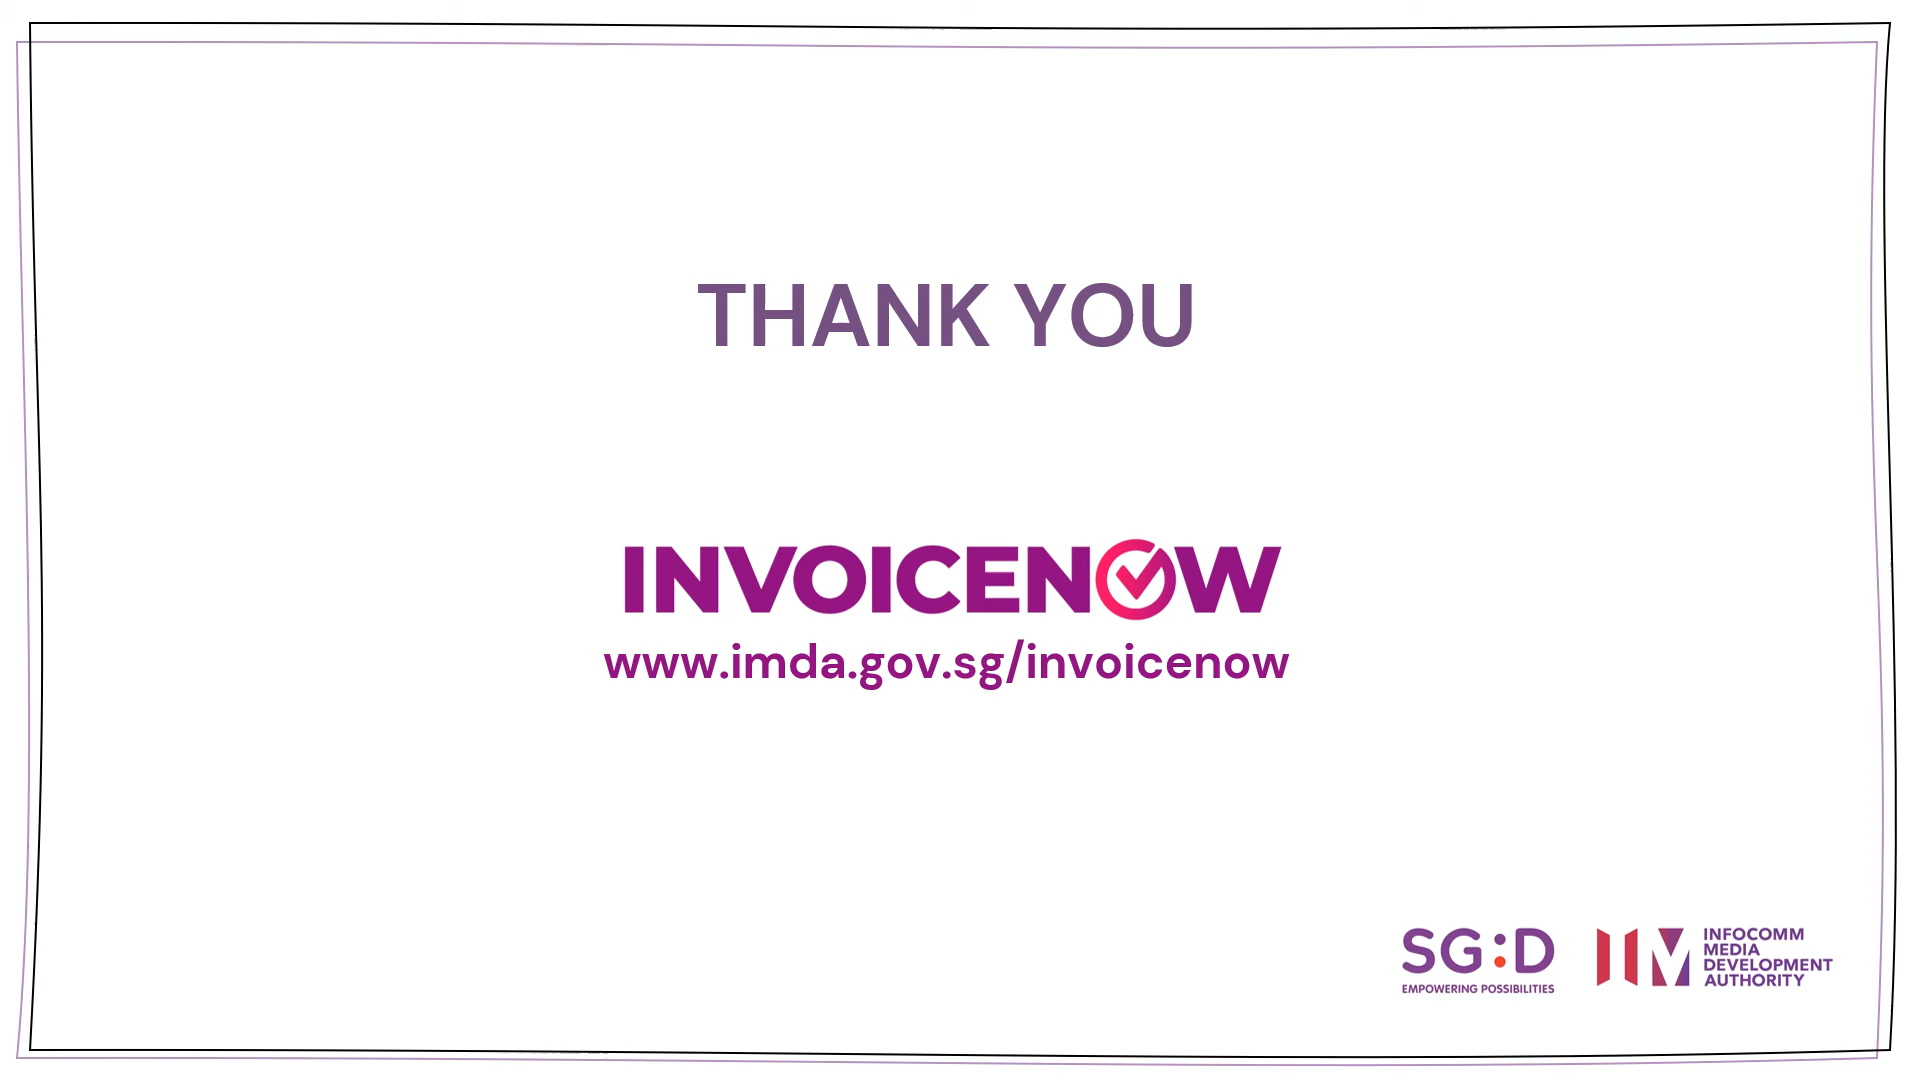 THANK YOU
INVOICENOW
www.imda.gov.sg/invoicenow
SG:D
EMPOWERING POSSIBILITIES
INFOCOMM
MEDIA
DEVELOPMENT
AUTHORITY